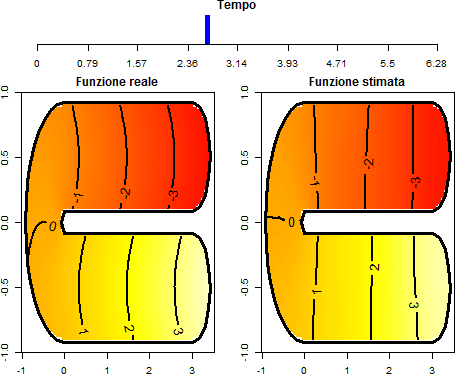 Tempo
0 0.79 1.57 2.36 3.14 3.93 4.71 5.5 6.28
Funzione reale Funzione stimata
1.0 1.0
0.5 0.5
-1 -2 -3 -1 -2 -3
0.0 0 0.0 0
-0.5 1 2 3 -0.5 1 2 3
-1.0 -1.0
-1 0 1 2 3 -1 0 1 2 3